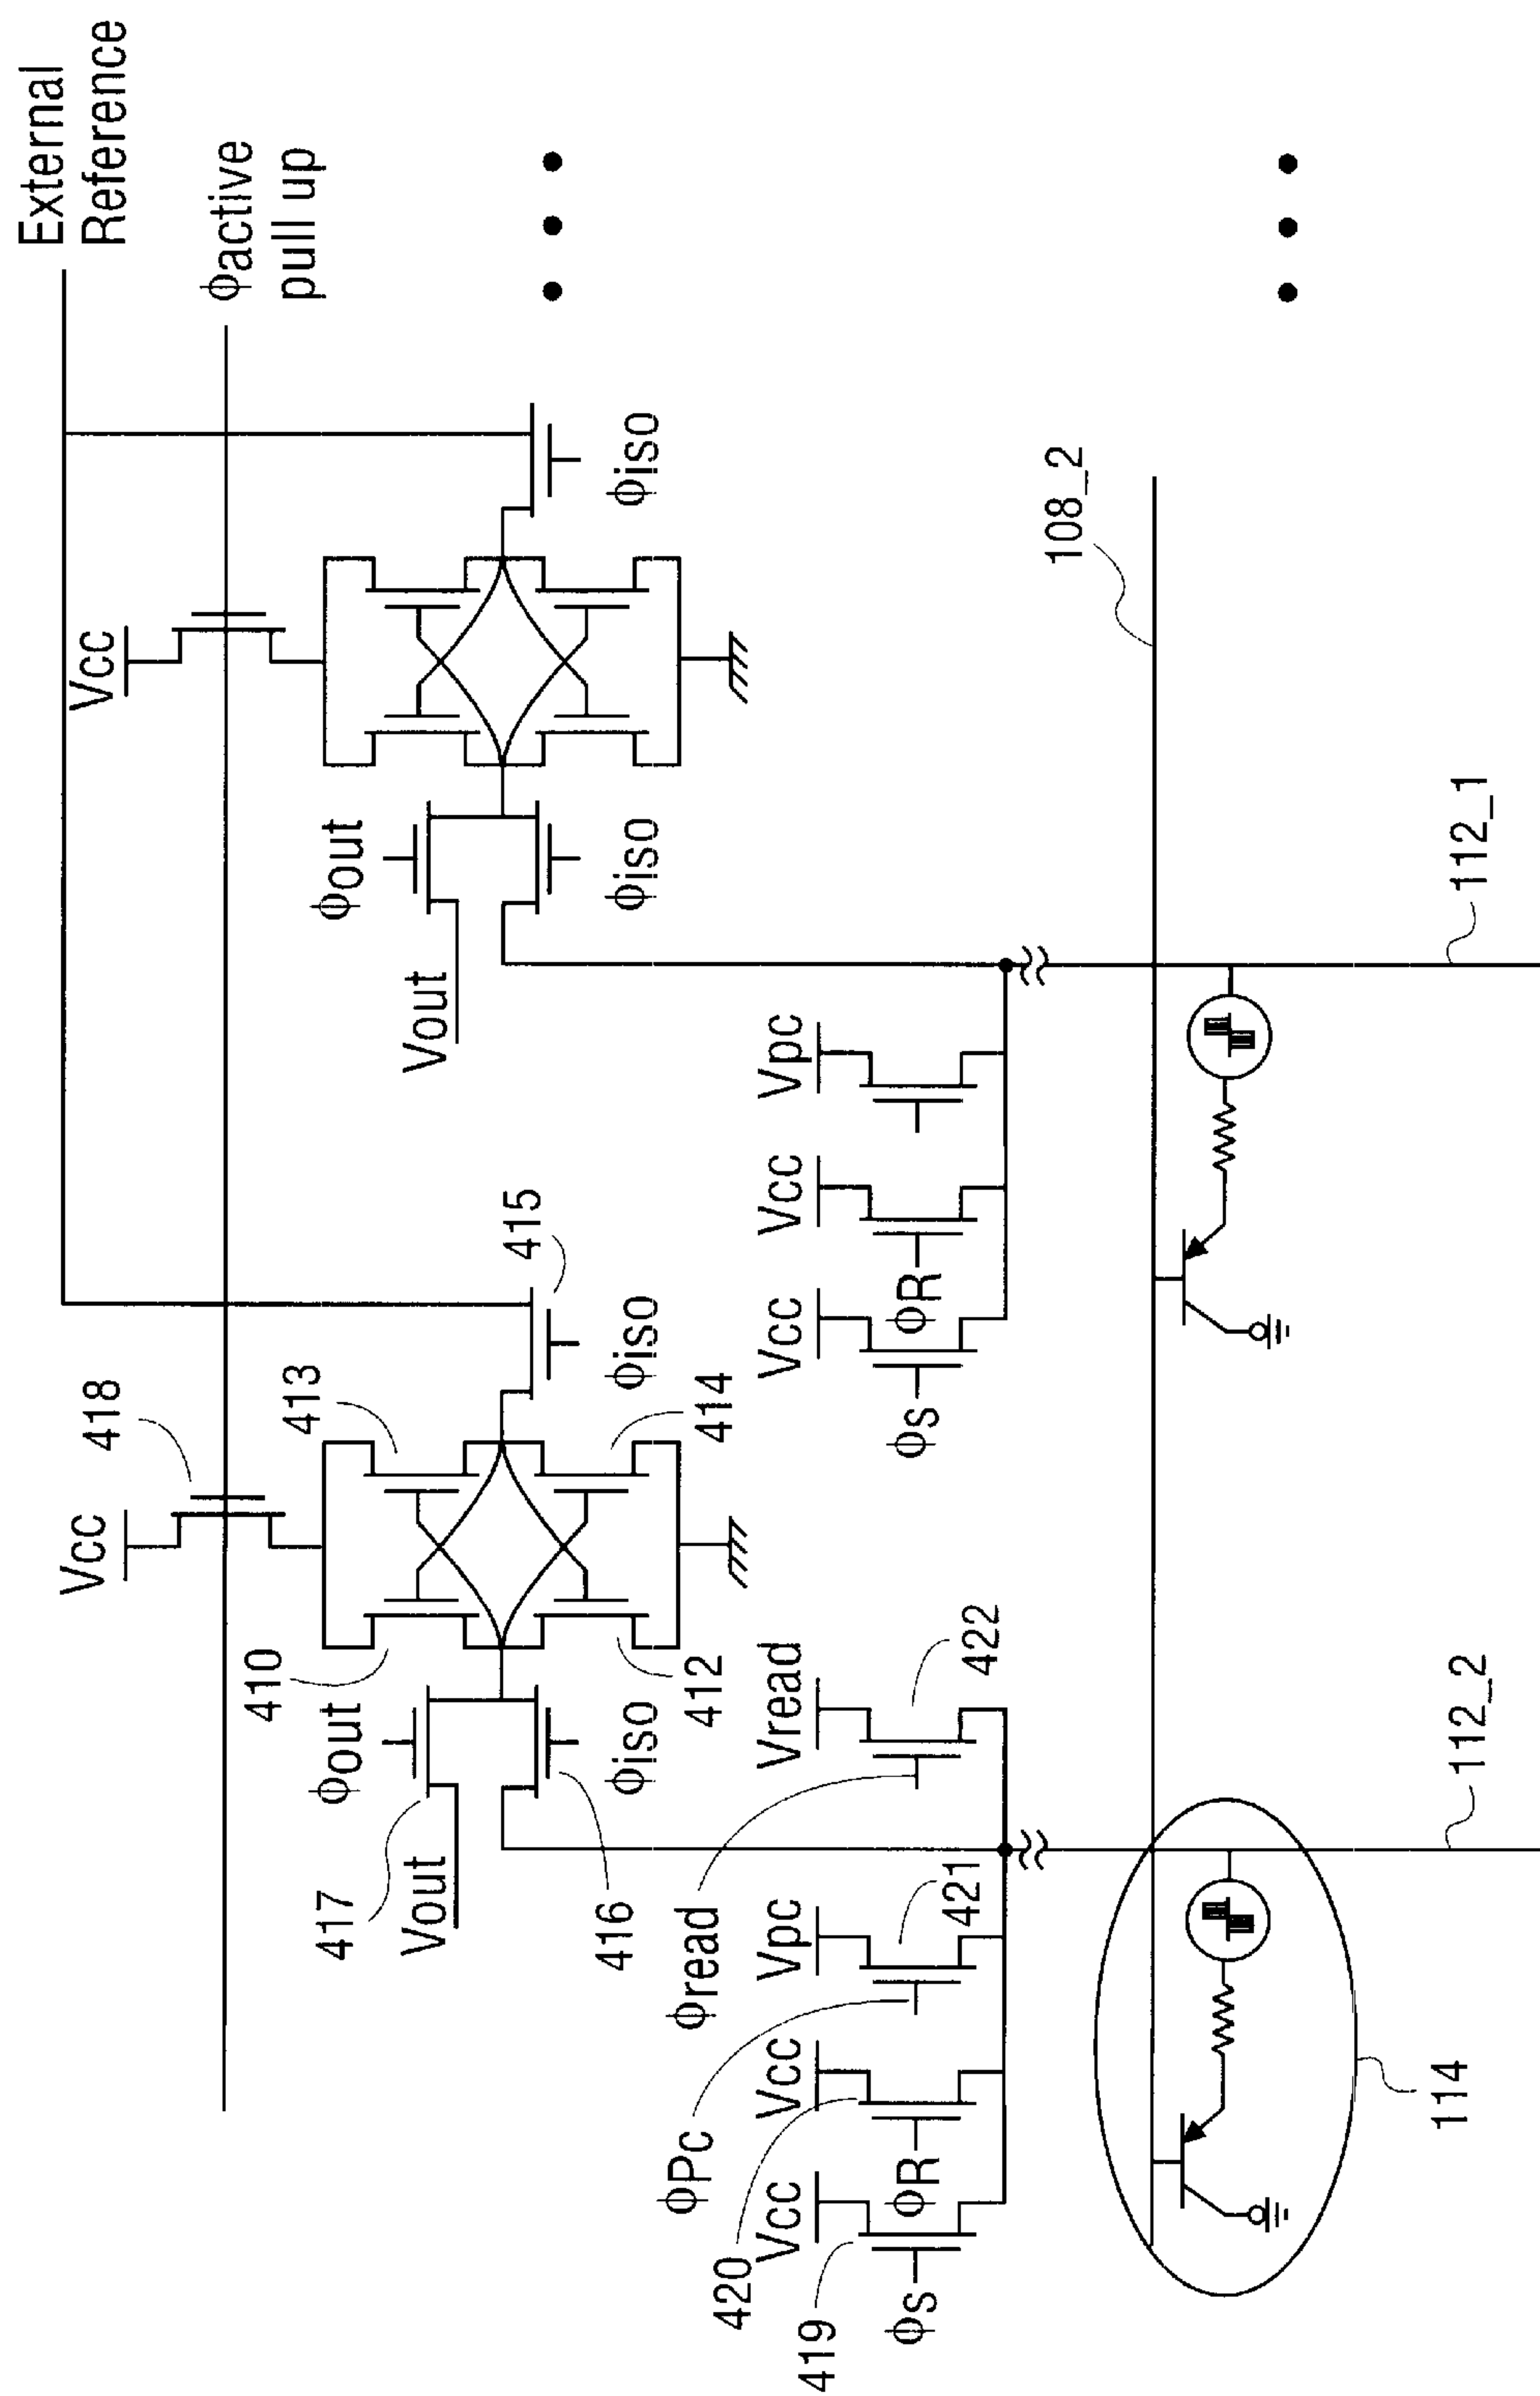 External
Reference
Φactive
pull up
Vcc
418
413
Φiso
415
414
410
412
Φout
Vout
417
Φiso
416
Vcc
Φiso
Φout
Vout
Φiso
Vread
422
Φread
Vpc
421
ΦPc
Vcc
420
ΦR
Vcc
419
ΦS
Vpc
Vcc
ΦR
Vcc
ΦS
108_2
114
112_2
112_1